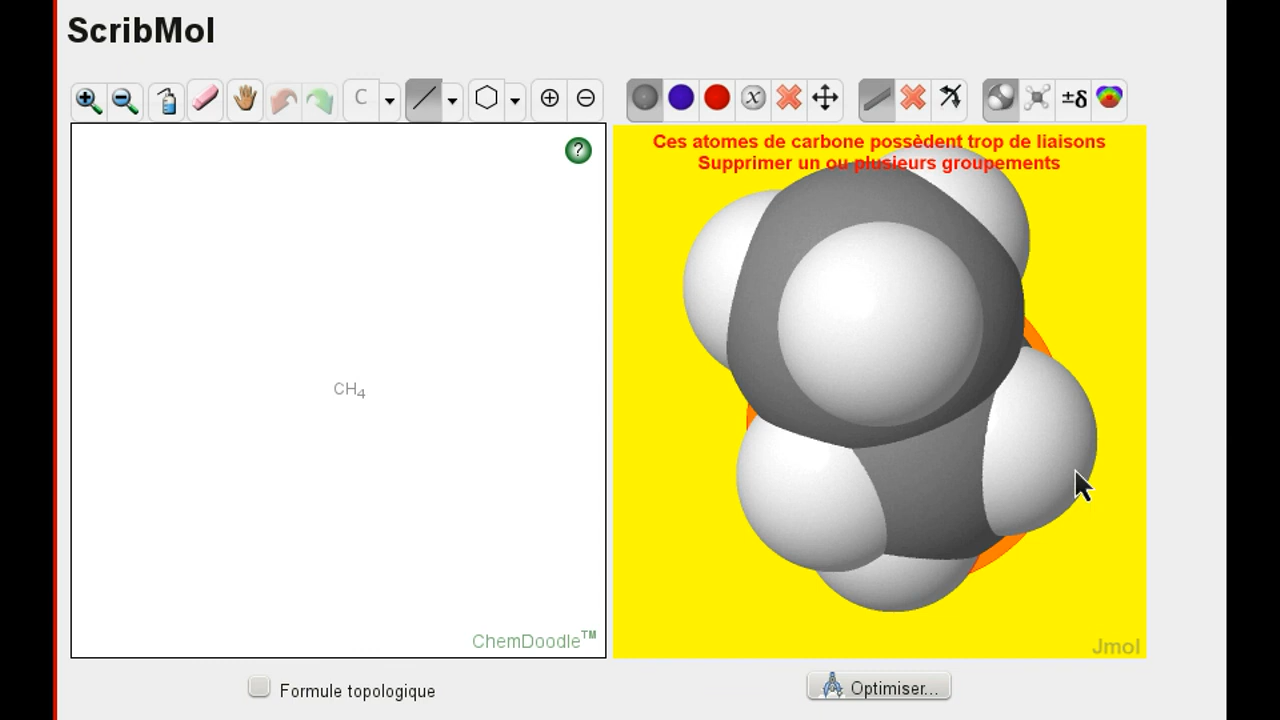 ScribMol
C
x
±δ
Ces atomes de carbone possèdent trop de liaisons
Supprimer un ou plusieurs groupements
?
CH4
ChemDoodle™
Jmol
Formule topologique
Optimiser...